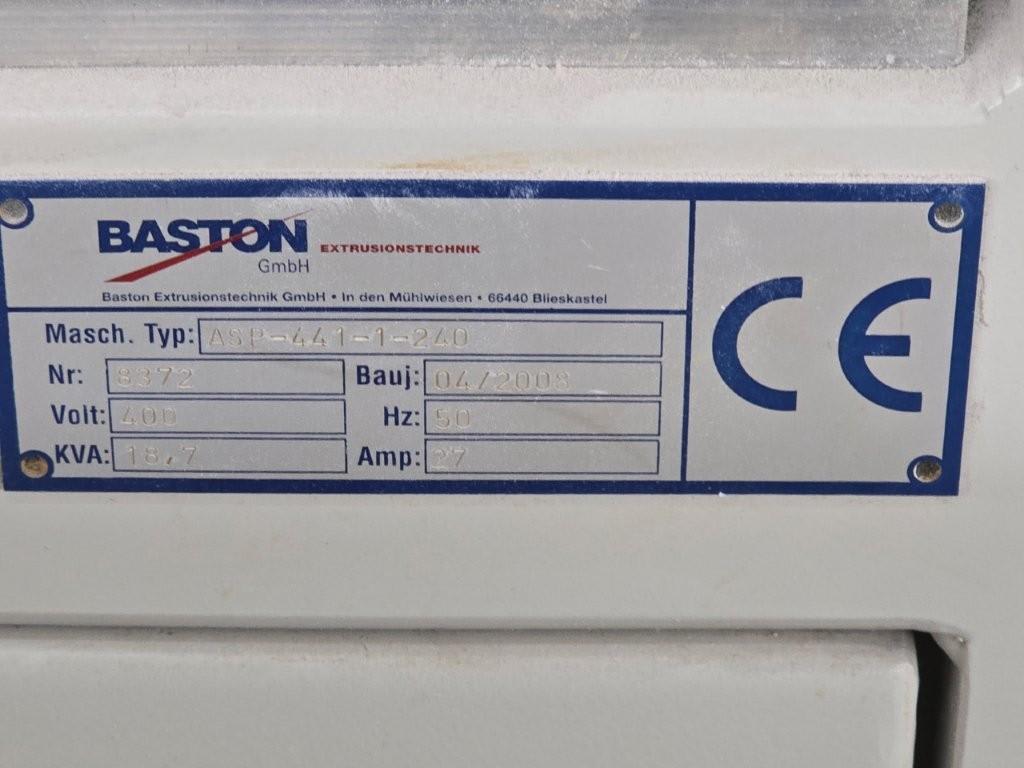 BASTON EXTRUSIONSTECHNIK
GmbH
Baston Extrusionstechnik GmbH • In den Mühlwiesen • 66440 Blieskastel
Masch. Typ: ASP-441-1-240
Nr: 8372 Bauj: 04/2008
Volt: 400 Hz: 50
KVA: 18,7 Amp: 27
CE